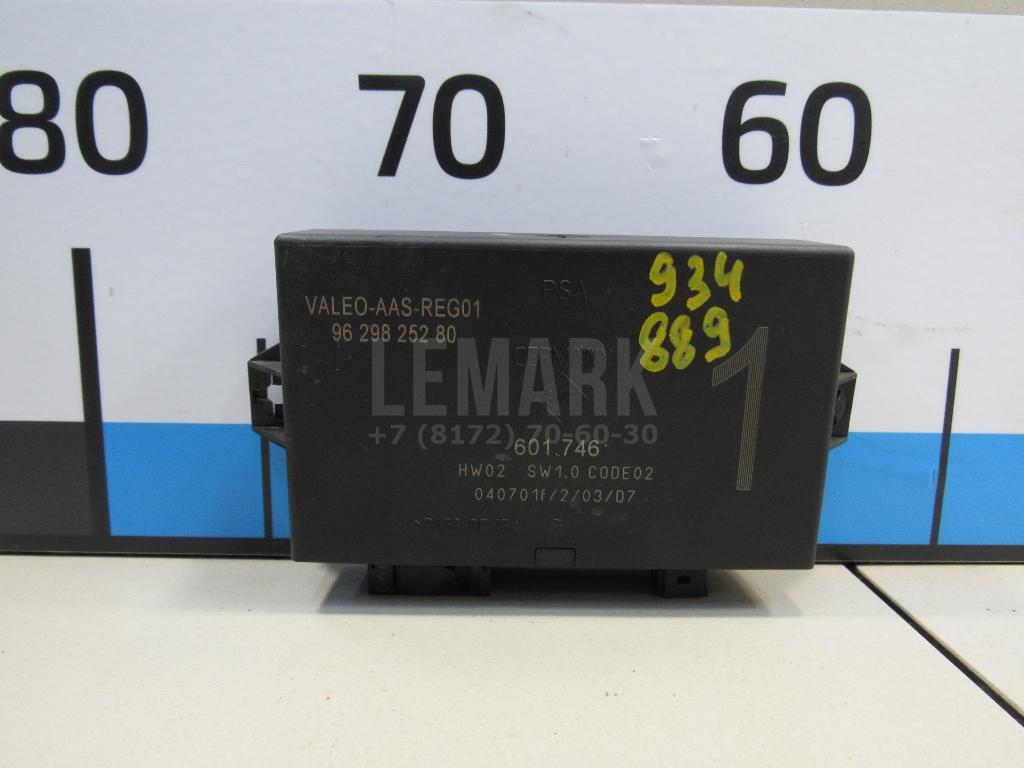 80 70 60
PSA
934
VALEO-AAS-REG01
889
96 298 252 80
GERMANY
1
LEMARK
+7 (8172) 70-60-30
601.746
HW02 SW1.0 CODE02
040701f/2/03/D7